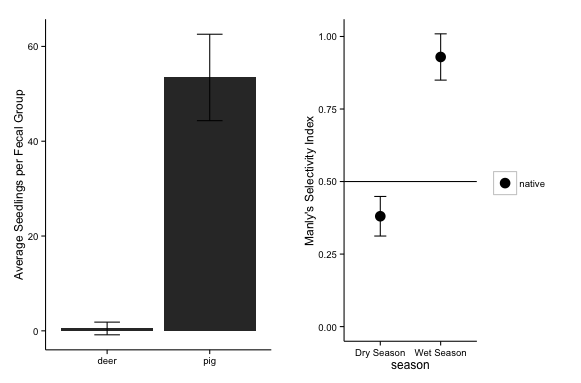 Average Seedlings per Fecal Group
60
40
20
0
deer
pig
Manly's Selectivity Index
1.00
0.75
0.50
0.25
0.00
Dry Season
Wet Season
season
native